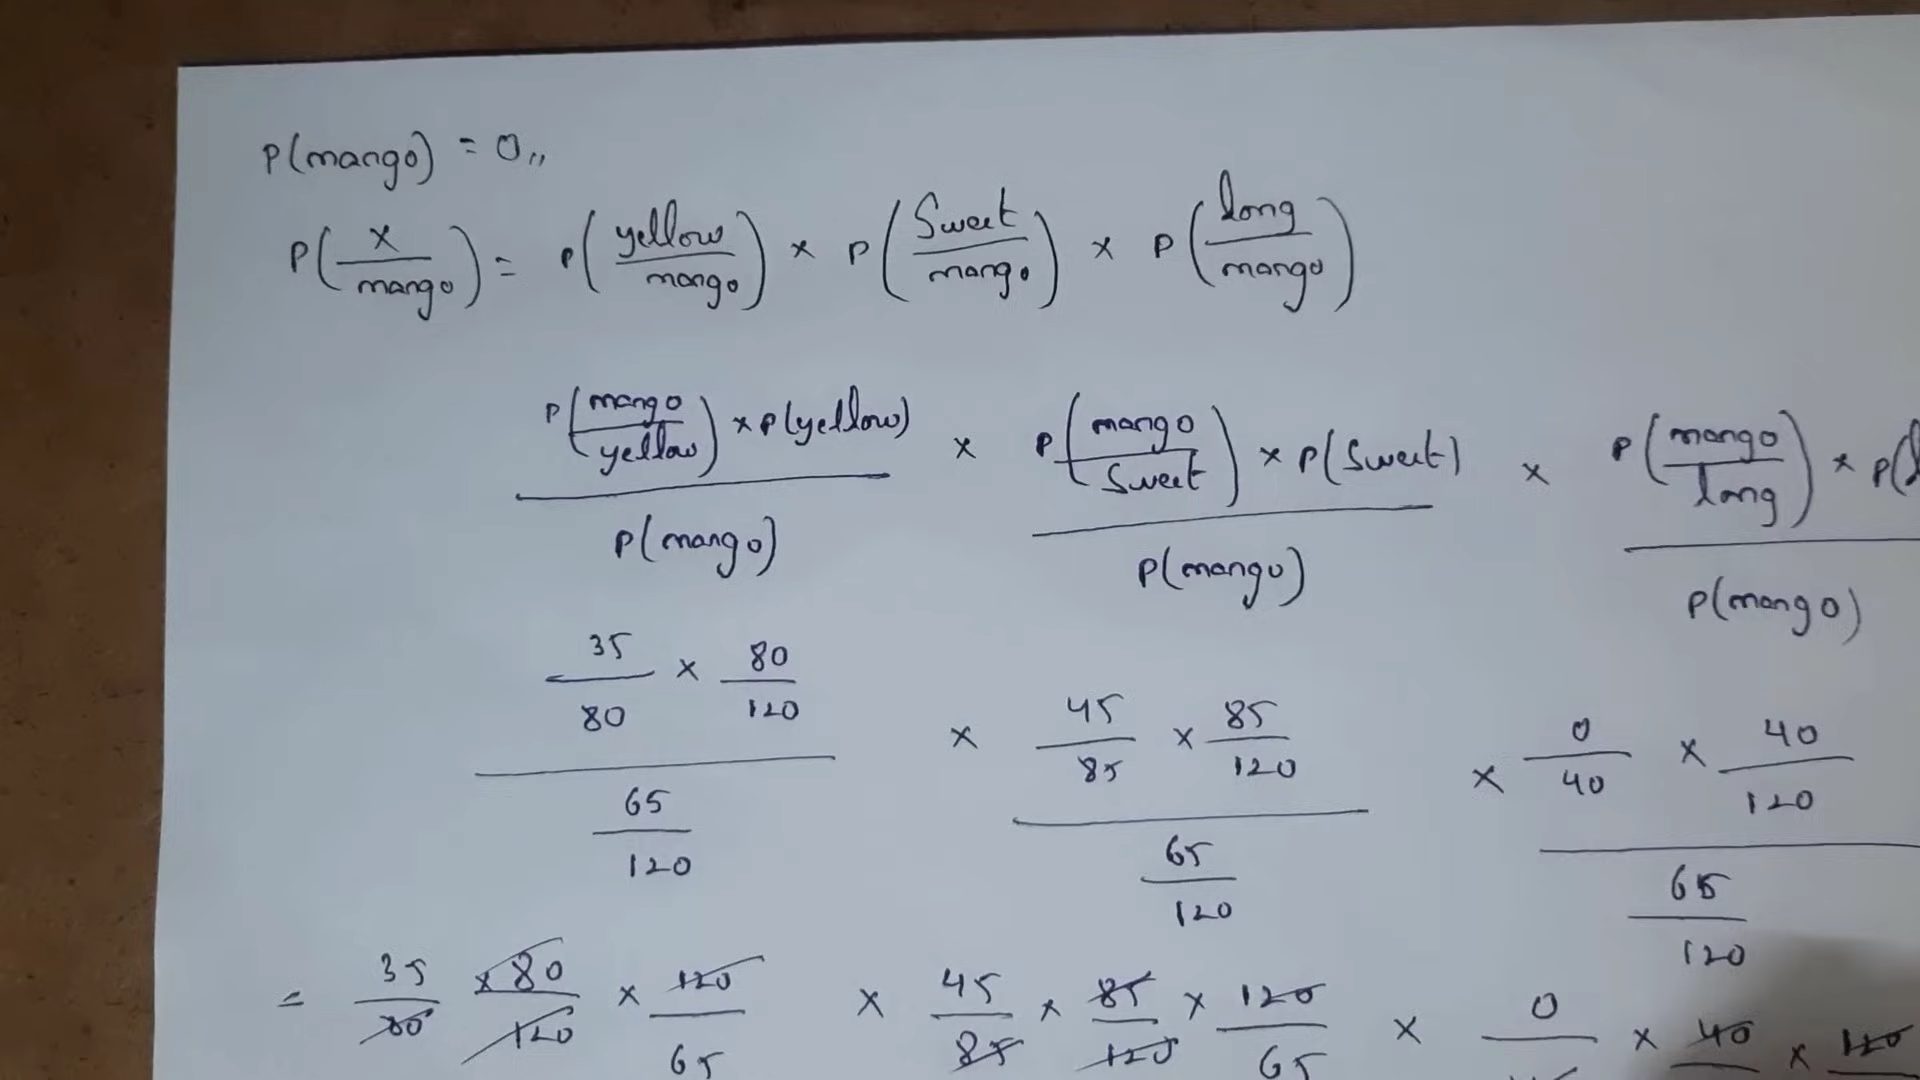 P(mango) = 0,,
P(x/mango) = P(yellow/mango) × P(Sweet/mango) × P(long/mango)
P(mango/yellow) × P(yellow) × P(mango/Sweet) × P(Sweet) × P(mango/long) × P(
P(mango) P(mango) P(mango)
35/80 × 80/120 × 45/85 × 85/120 × 0/40 × 40/120
65/120 65/120 65/120
= 35/80 × 80/120 × 120/65 × 45/85 × 85/120 × 120/65 × 0 × 40 × 120